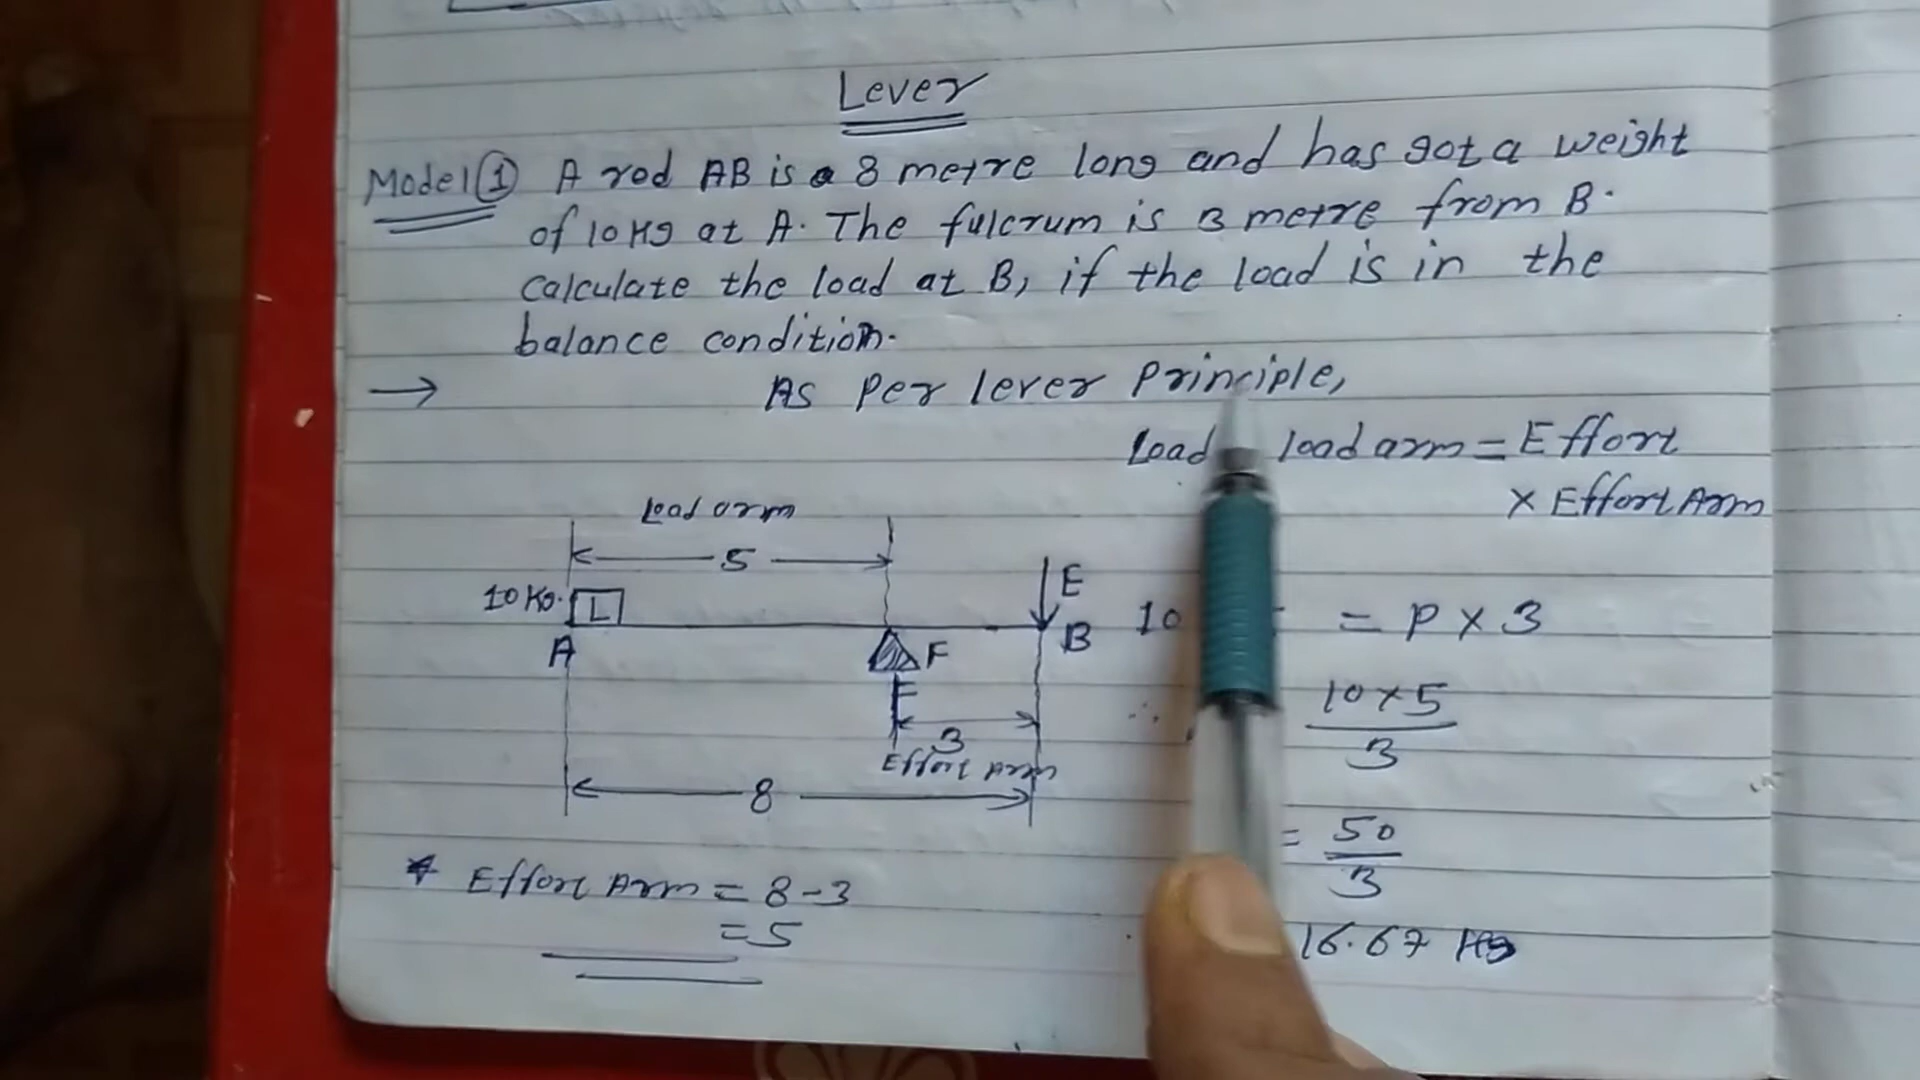 Lever
Model ① A rod AB is a 8 metre long and has got a weight
of 10 Kg at A. The fulcrum is 3 metre from B.
calculate the load at B, if the load is in the
balance condition.
→ As Per lever Principle,
Load load arm = Effort
× Effort Arm
Load arm
5
10 Kg. L
E
A
F
B
F
3
Effort Arm
8
10 = P × 3
∴ 10×5
3
= 50
3
16.67 Kg
* Effort Arm = 8-3
= 5